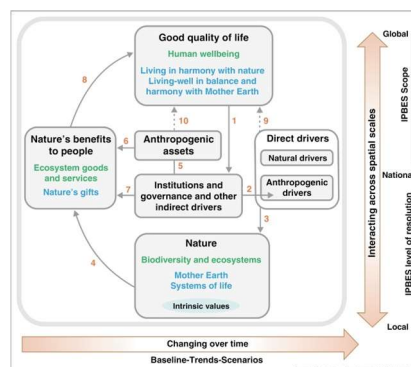 Good quality of life
Human wellbeing
Living in harmony with nature
Living-well in balance and
harmony with Mother Earth
8
10
1
9
Nature's benefits
to people
Ecosystem goods
and services
Nature's gifts
6
Anthropogenic
assets
5
7
Institutions and
governance and other
indirect drivers
2
Direct drivers
Natural drivers
Anthropogenic
drivers
3
4
Nature
Biodiversity and ecosystems
Mother Earth
Systems of life
Intrinsic values
Changing over time
Baseline-Trends-Scenarios
Interacting across spatial scales
Global
IPBES Scope
Nationa
IPBES level of resolution
Local